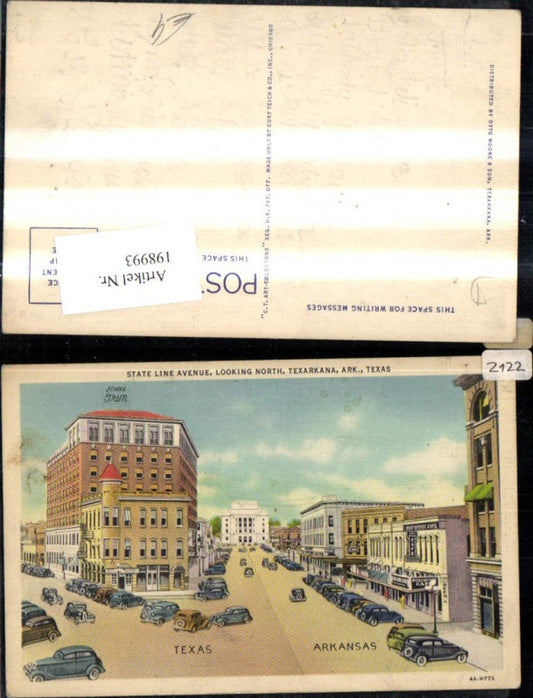 THIS SPACE FOR WRITING MESSAGES
DISTRIBUTED BY OTTO MOORE & SON, TEXARKANA, ARK.
"C.T. ART-COLORTONE" REG. U.S. PAT. OFF. MADE ONLY BY CURT TEICH & CO., INC., CHICAGO
POST
THIS SPACE
Artikel Nr.
198993
2122
STATE LINE AVENUE, LOOKING NORTH, TEXARKANA, ARK., TEXAS
Hotel
Grim
TEXAS
ARKANSAS
4A-H775